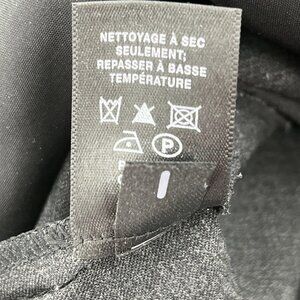 NETTOYAGE À SEC
SEULEMENT;
REPASSER À BASSE
TEMPÉRATURE
P